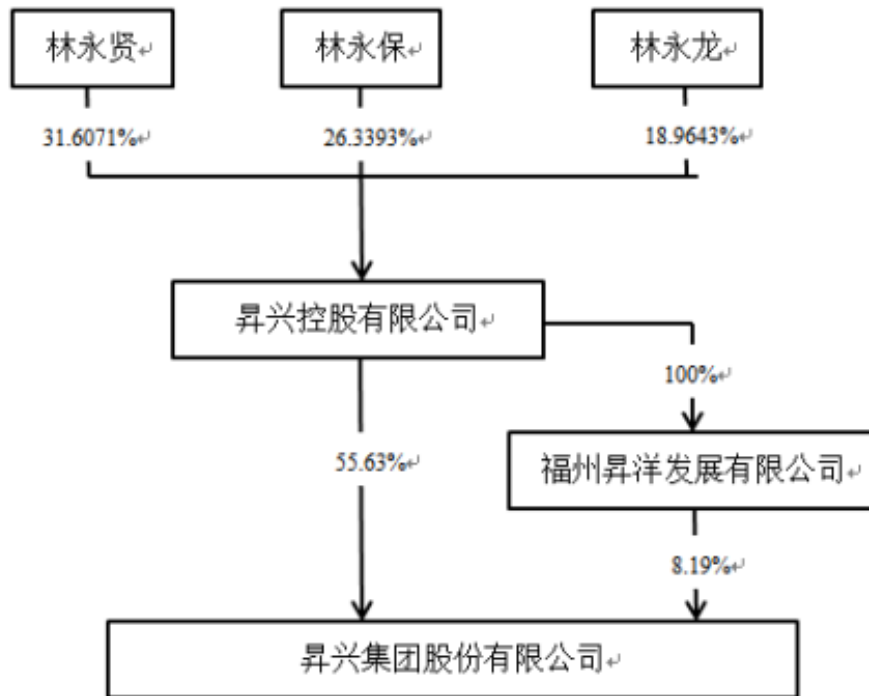 林永贤
林永保
林永龙
31.6071%
26.3393%
18.9643%
昇兴控股有限公司
100%
55.63%
福州昇洋发展有限公司
8.19%
昇兴集团股份有限公司